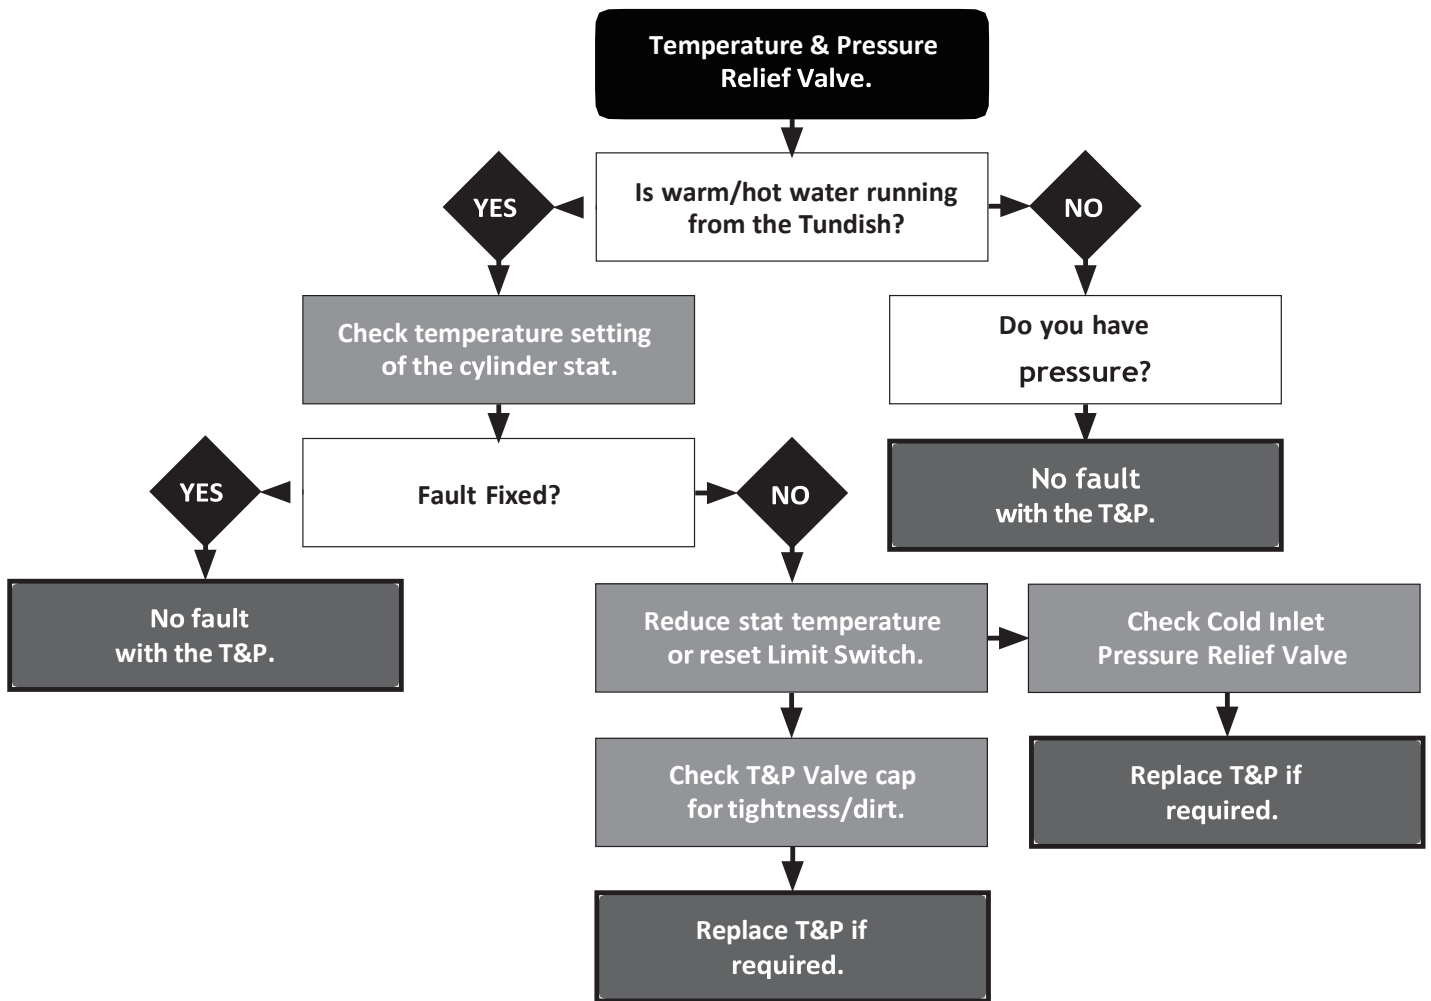 Temperature & Pressure
Relief Valve.
Is warm/hot water running
from the Tundish?
YES
NO
Check temperature setting
of the cylinder stat.
Do you have
pressure?
Fault Fixed?
YES
NO
No fault
with the T&P.
No fault
with the T&P.
Reduce stat temperature
or reset Limit Switch.
Check Cold Inlet
Pressure Relief Valve
Check T&P Valve cap
for tightness/dirt.
Replace T&P if
required.
Replace T&P if
required.